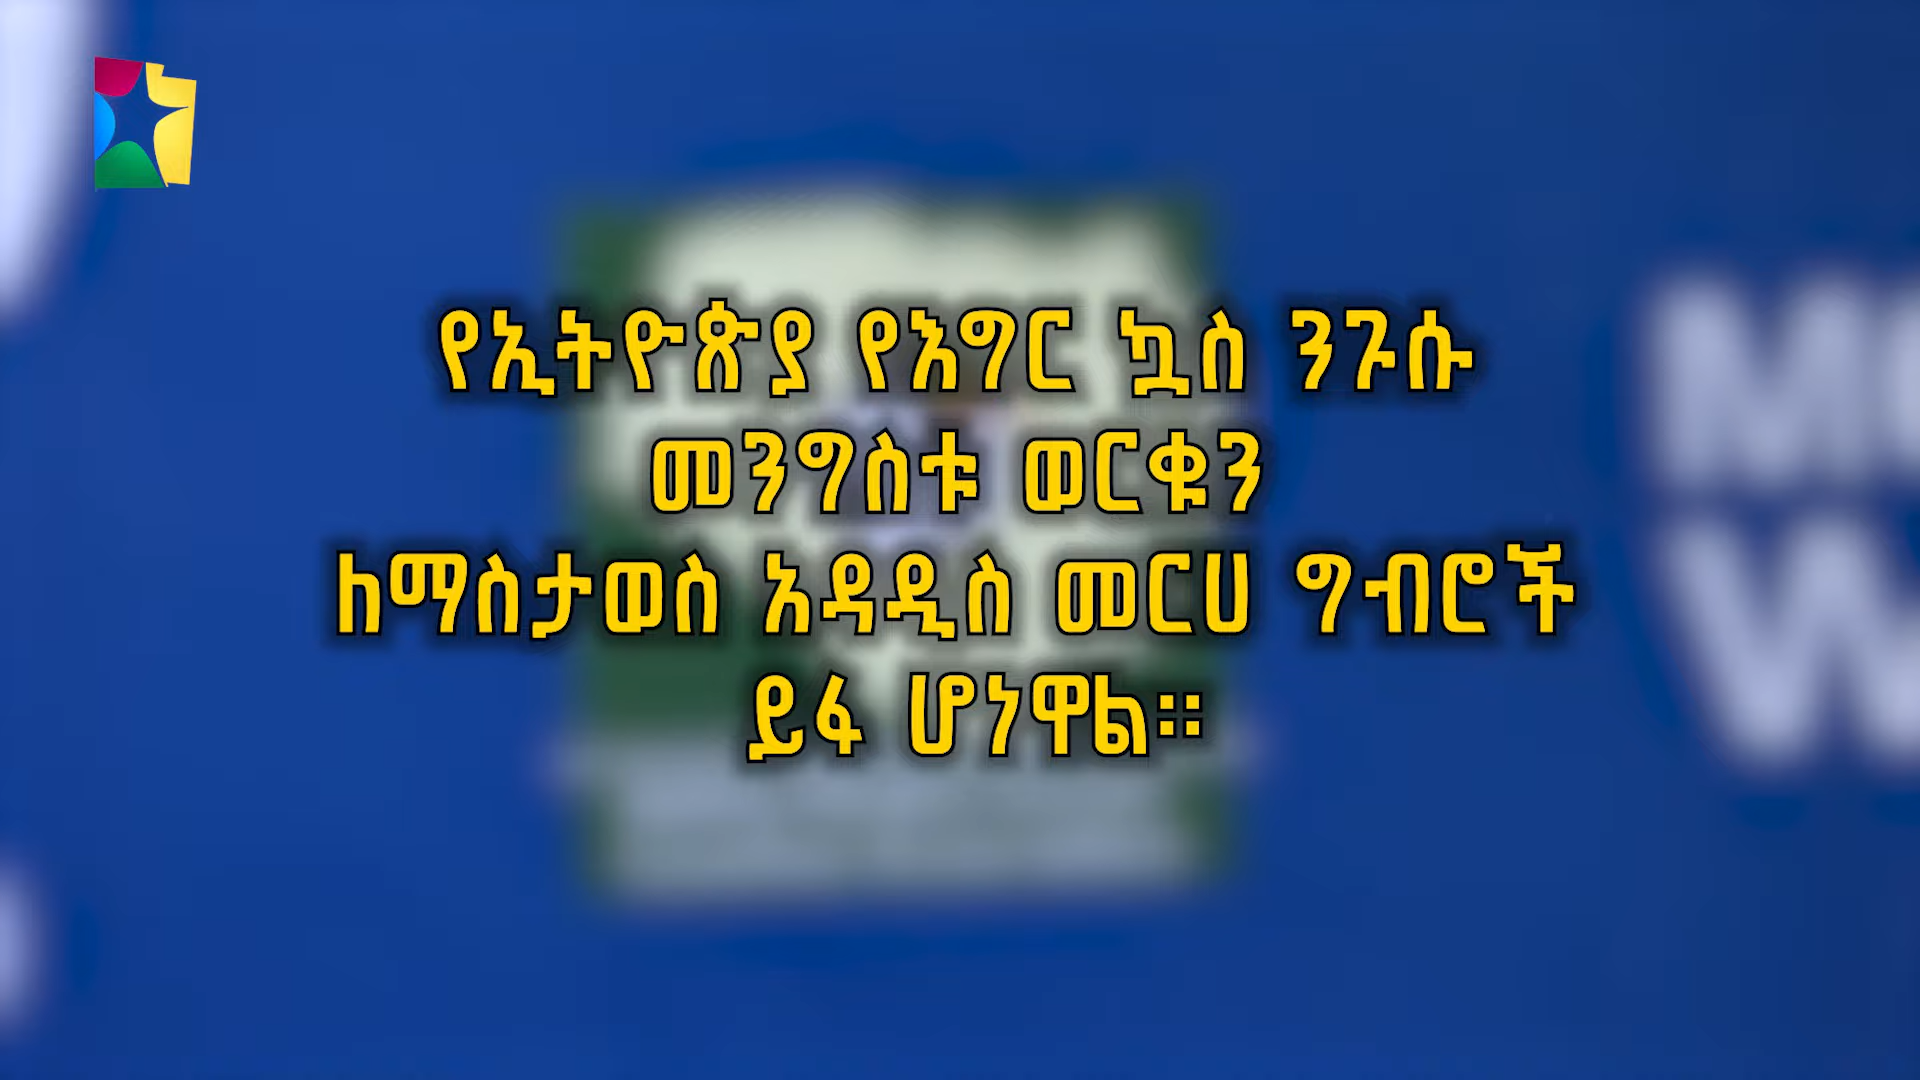 የኢትዮጵያ የእግር ኳስ ንጉሱ
መንግስቱ ወርቁን
ለማስታወስ አዳዲስ መርሀ ግብሮች
ይፋ ሆነዋል።